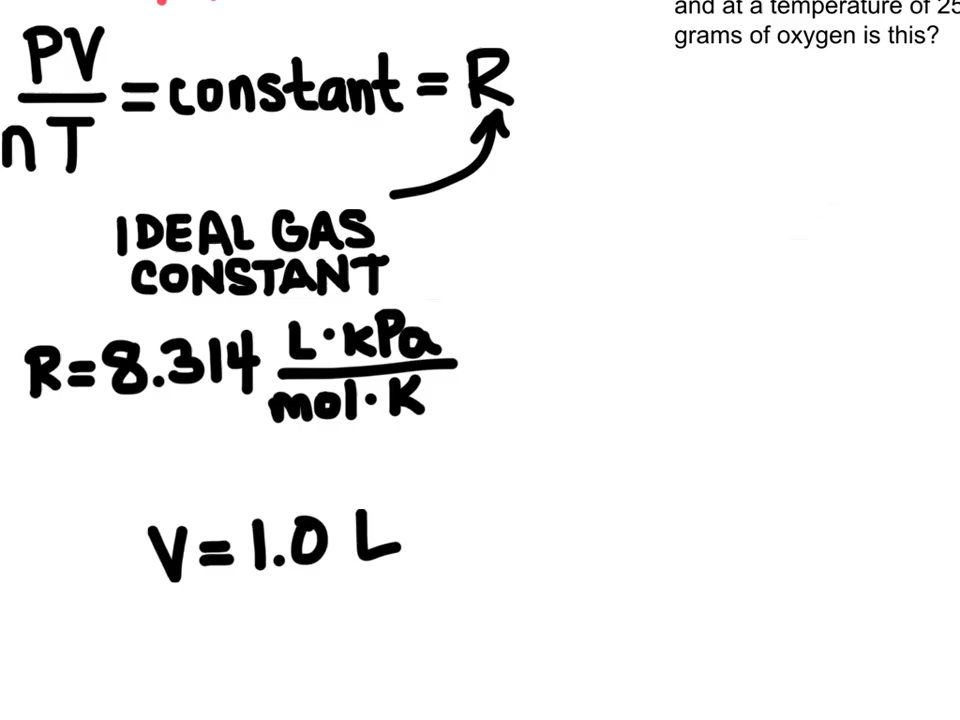 and at a temperature of 25
grams of oxygen is this?
PV
nT
= constant = R
IDEAL GAS
CONSTANT
R = 8.314 L·kPa
mol·K
V = 1.0 L